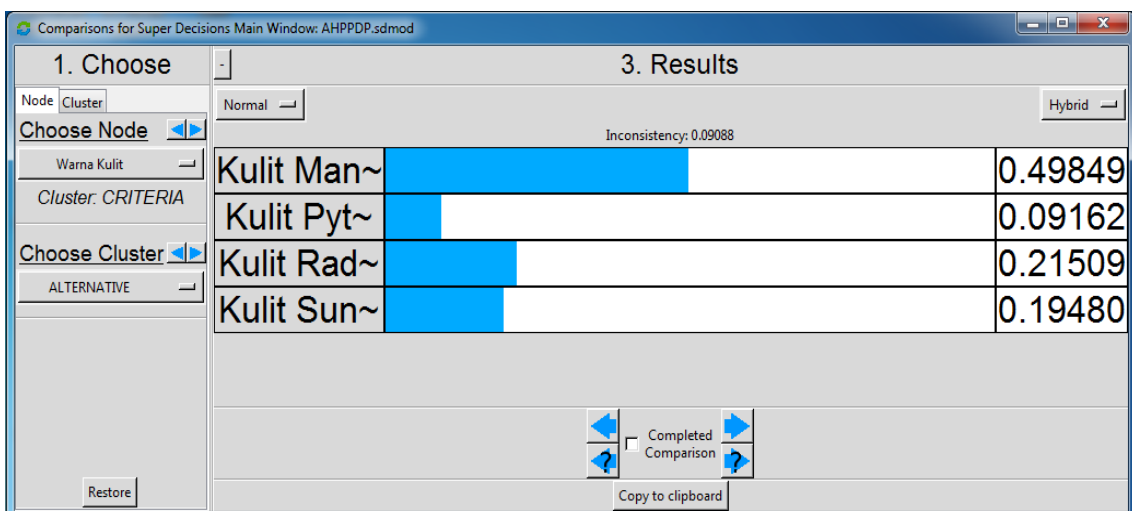 Comparisons for Super Decisions Main Window: AHPPDP.sdmod
1. Choose
Node Cluster
Choose Node
Warna Kulit
Cluster: CRITERIA
Choose Cluster
ALTERNATIVE
Restore
- 3. Results
Normal Hybrid
Inconsistency: 0.09088
Kulit Man~ 0.49849
Kulit Pyt~ 0.09162
Kulit Rad~ 0.21509
Kulit Sun~ 0.19480
Completed
Comparison
? ?
Copy to clipboard